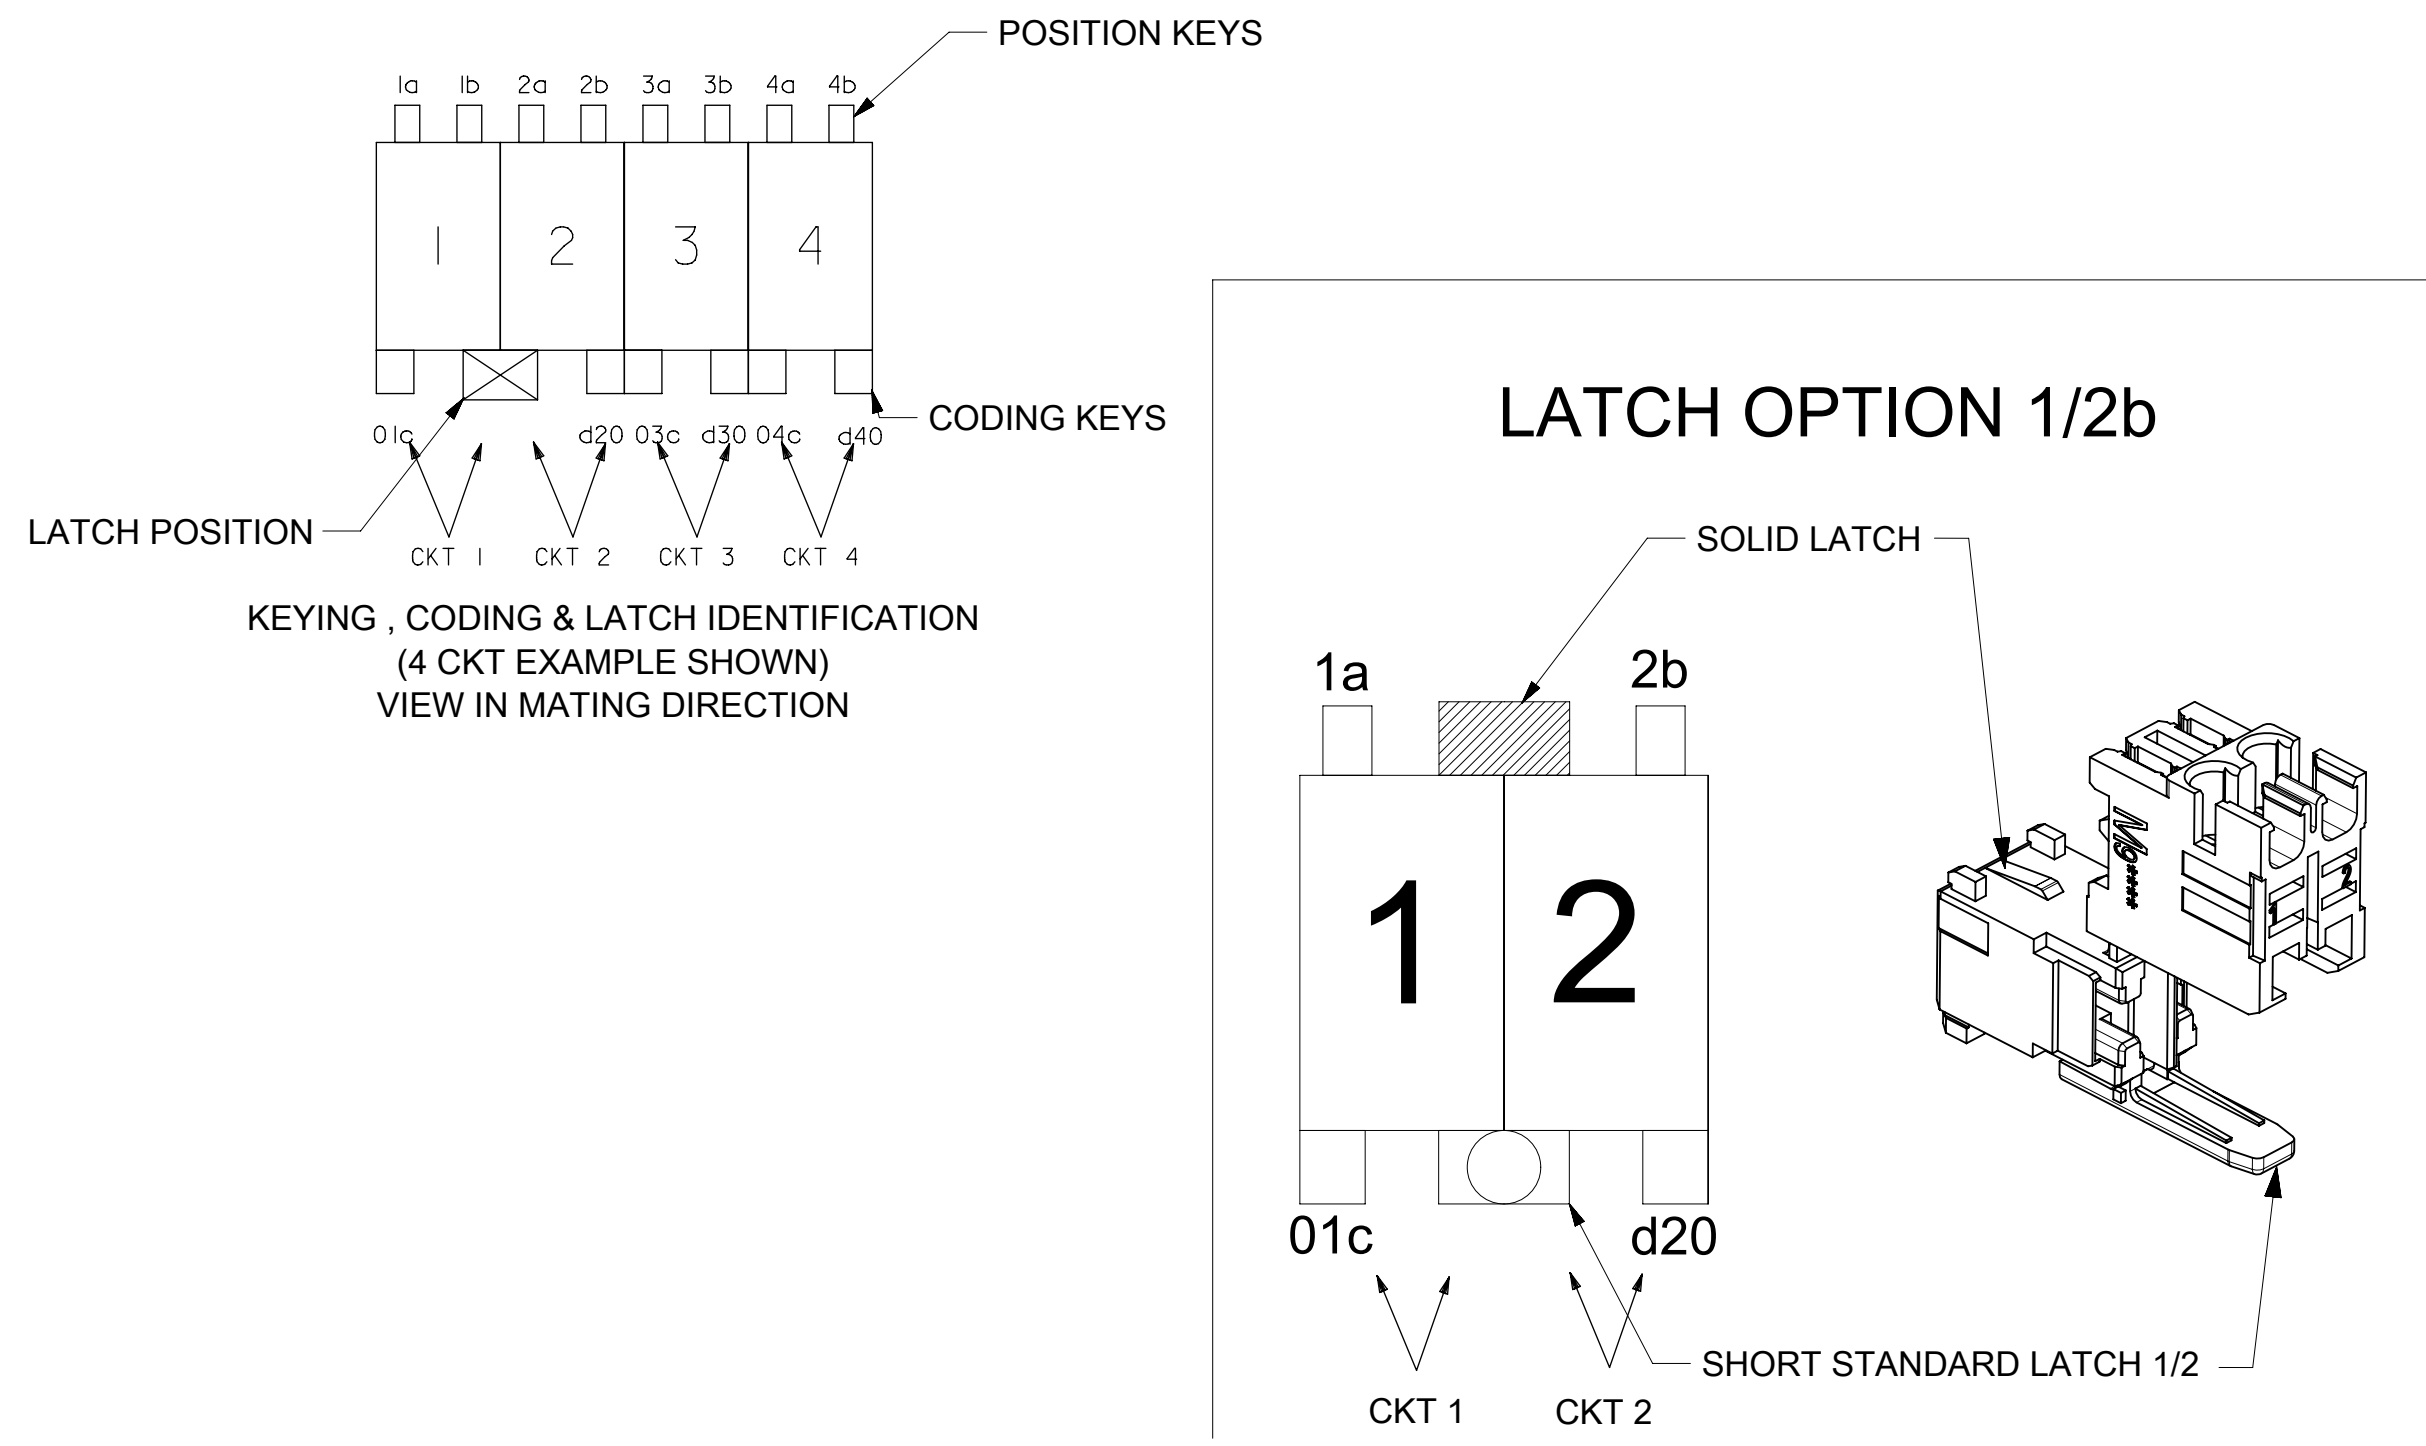 POSITION KEYS
1a 1b 2a 2b 3a 3b 4a 4b
1 2 3 4
CODING KEYS
01c d20 03c d30 04c d40
LATCH POSITION
CKT 1 CKT 2 CKT 3 CKT 4
KEYING , CODING & LATCH IDENTIFICATION
(4 CKT EXAMPLE SHOWN)
VIEW IN MATING DIRECTION
LATCH OPTION 1/2b
SOLID LATCH
1a 2b
1 2
M9
1 2
01c d20
SHORT STANDARD LATCH 1/2
CKT 1 CKT 2